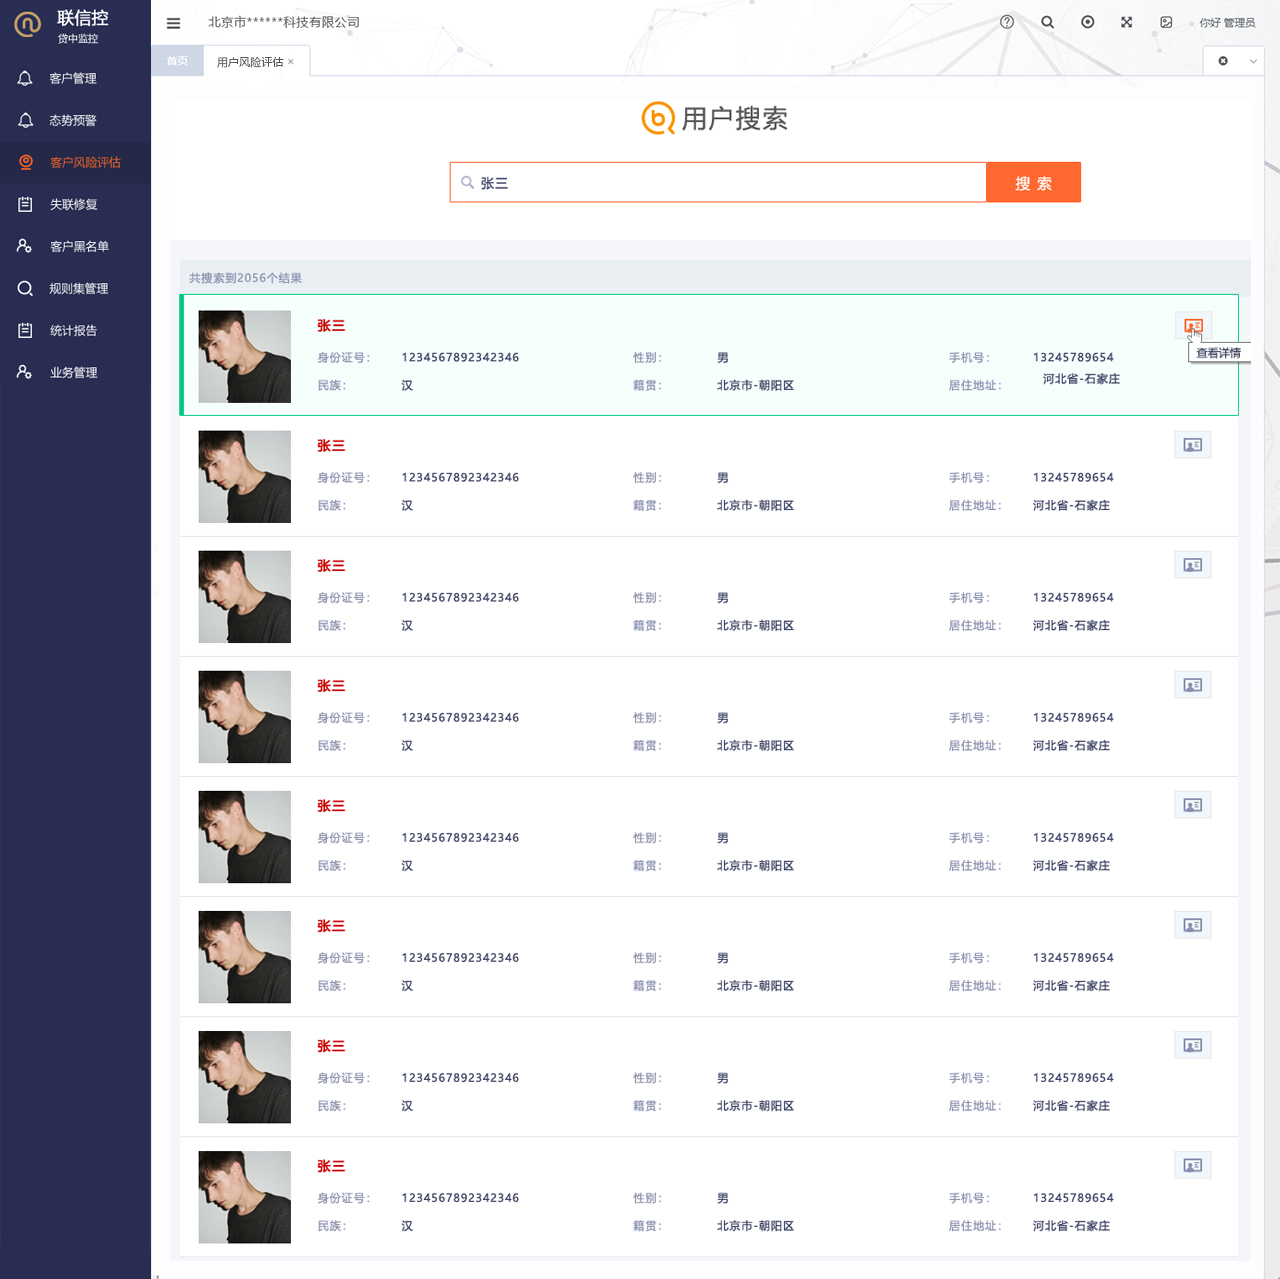 联信控
贷中监控
北京市******科技有限公司
你好 管理员
首页
用户风险评估 ×
客户管理
态势预警
客户风险评估
失联修复
客户黑名单
规则集管理
统计报告
业务管理
用户搜索
张三
搜 索
共搜索到2056个结果
张三
查看详情
身份证号： 1234567892342346 性别： 男 手机号： 13245789654
民族： 汉 籍贯： 北京市-朝阳区 居住地址： 河北省-石家庄
张三
身份证号： 1234567892342346 性别： 男 手机号： 13245789654
民族： 汉 籍贯： 北京市-朝阳区 居住地址： 河北省-石家庄
张三
身份证号： 1234567892342346 性别： 男 手机号： 13245789654
民族： 汉 籍贯： 北京市-朝阳区 居住地址： 河北省-石家庄
张三
身份证号： 1234567892342346 性别： 男 手机号： 13245789654
民族： 汉 籍贯： 北京市-朝阳区 居住地址： 河北省-石家庄
张三
身份证号： 1234567892342346 性别： 男 手机号： 13245789654
民族： 汉 籍贯： 北京市-朝阳区 居住地址： 河北省-石家庄
张三
身份证号： 1234567892342346 性别： 男 手机号： 13245789654
民族： 汉 籍贯： 北京市-朝阳区 居住地址： 河北省-石家庄
张三
身份证号： 1234567892342346 性别： 男 手机号： 13245789654
民族： 汉 籍贯： 北京市-朝阳区 居住地址： 河北省-石家庄
张三
身份证号： 1234567892342346 性别： 男 手机号： 13245789654
民族： 汉 籍贯： 北京市-朝阳区 居住地址： 河北省-石家庄